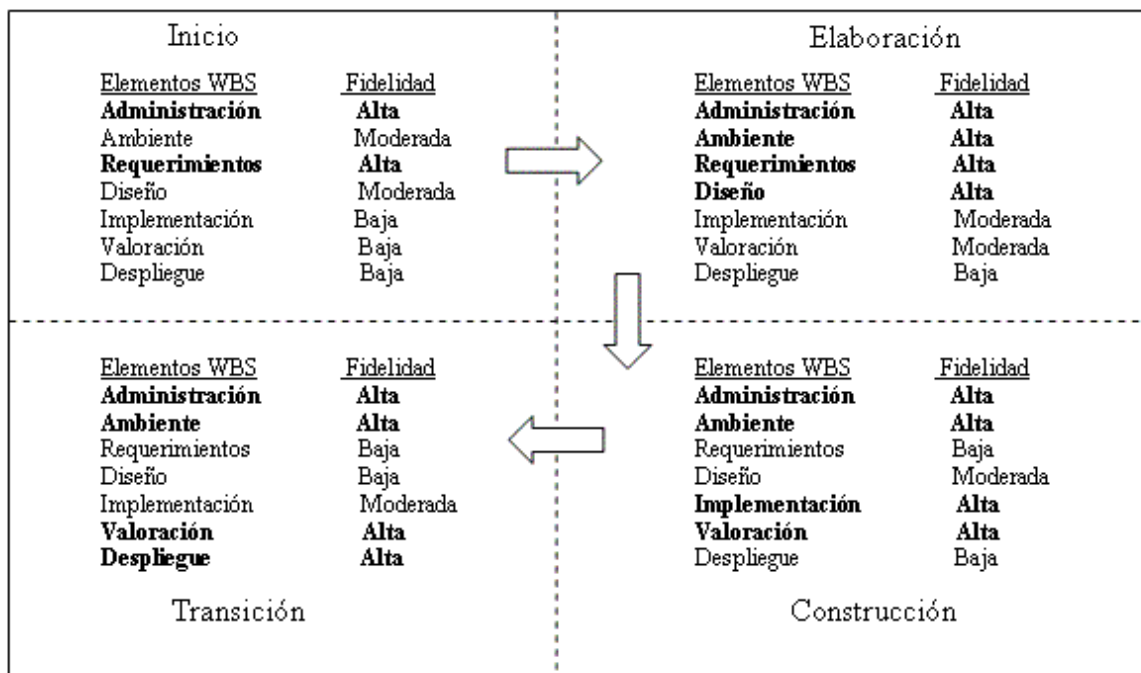 Inicio
Elementos WBS Fidelidad
Administración Alta
Ambiente Moderada
Requerimientos Alta
Diseño Moderada
Implementación Baja
Valoración Baja
Despliegue Baja
Elaboración
Elementos WBS Fidelidad
Administración Alta
Ambiente Alta
Requerimientos Alta
Diseño Alta
Implementación Moderada
Valoración Moderada
Despliegue Baja
Elementos WBS Fidelidad
Administración Alta
Ambiente Alta
Requerimientos Baja
Diseño Baja
Implementación Moderada
Valoración Alta
Despliegue Alta
Transición
Elementos WBS Fidelidad
Administración Alta
Ambiente Alta
Requerimientos Baja
Diseño Moderada
Implementación Alta
Valoración Alta
Despliegue Baja
Construcción